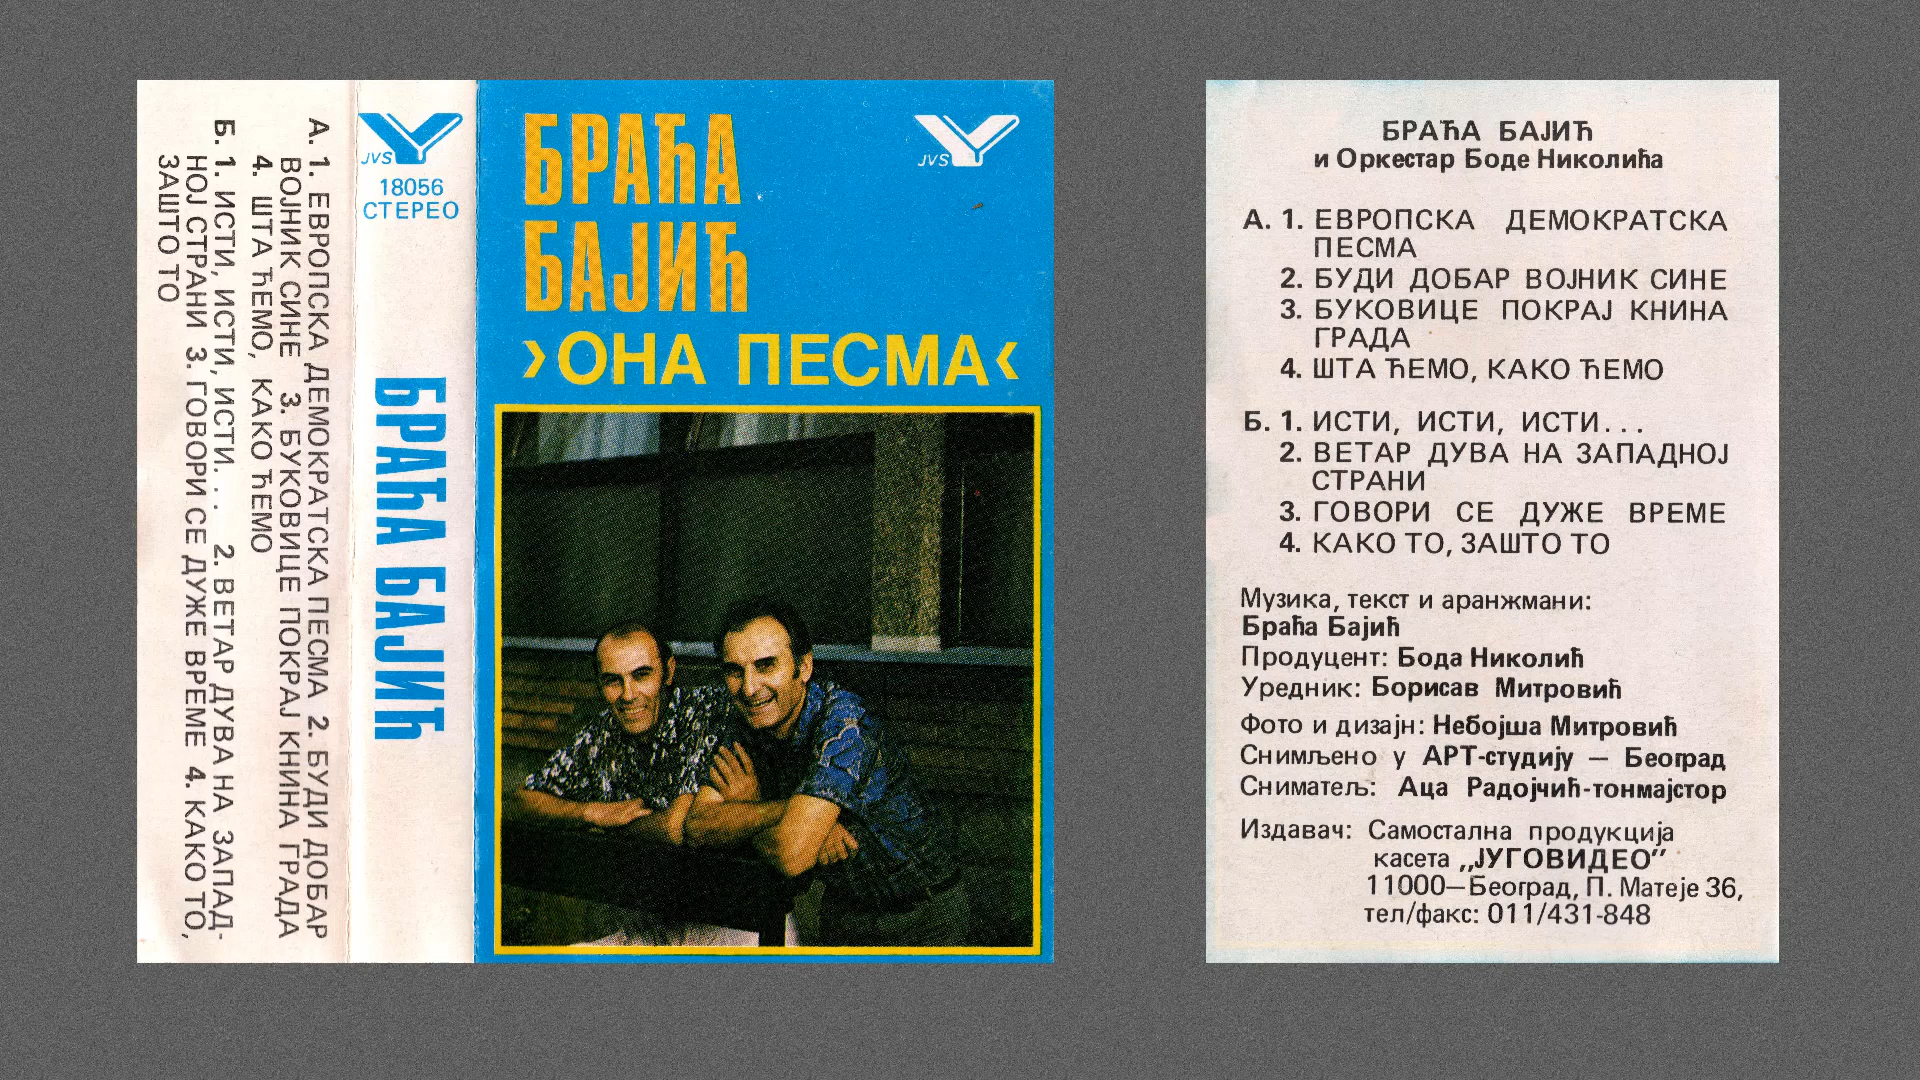 А. 1. ЕВРОПСКА ДЕМОКРАТСКА ПЕСМА 2. БУДИ ДОБАР
ВОЈНИК СИНЕ 3. БУКОВИЦЕ ПОКРАЈ КНИНА ГРАДА
4. ШТА ЋЕМО, КАКО ЋЕМО
Б. 1. ИСТИ, ИСТИ, ИСТИ... 2. ВЕТАР ДУВА НА ЗАПАД-
НОЈ СТРАНИ 3. ГОВОРИ СЕ ДУЖЕ ВРЕМЕ 4. КАКО ТО,
ЗАШТО ТО
JVS
18056
СТЕРЕО
БРАЋА БАЈИЋ
БРАЋА
БАЈИЋ
›ОНА ПЕСМА‹
JVS
БРАЋА БАЈИЋ
и Оркестар Боде Николића
А. 1. ЕВРОПСКА ДЕМОКРАТСКА
ПЕСМА
2. БУДИ ДОБАР ВОЈНИК СИНЕ
3. БУКОВИЦЕ ПОКРАЈ КНИНА
ГРАДА
4. ШТА ЋЕМО, КАКО ЋЕМО
Б. 1. ИСТИ, ИСТИ, ИСТИ...
2. ВЕТАР ДУВА НА ЗАПАДНОЈ
СТРАНИ
3. ГОВОРИ СЕ ДУЖЕ ВРЕМЕ
4. КАКО ТО, ЗАШТО ТО
Музика, текст и аранжмани:
Браћа Бајић
Продуцент: Бода Николић
Уредник: Борисав Митровић
Фото и дизајн: Небојша Митровић
Снимљено у АРТ-студију — Београд
Сниматељ: Аца Радојчић-тонмајстор
Издавач: Самостална продукција
касета „ЈУГОВИДЕО”
11000—Београд, П. Матеје 36,
тел/факс: 011/431-848